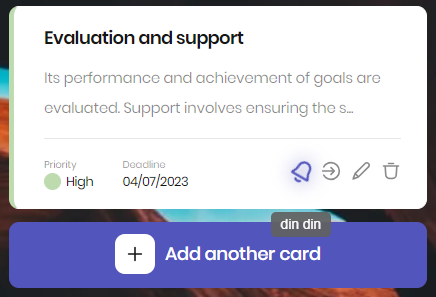 Evaluation and support
Its performance and achievement of goals are
evaluated. Support involves ensuring the s...
Priority
Deadline
High
04/07/2023
din din
Add another card